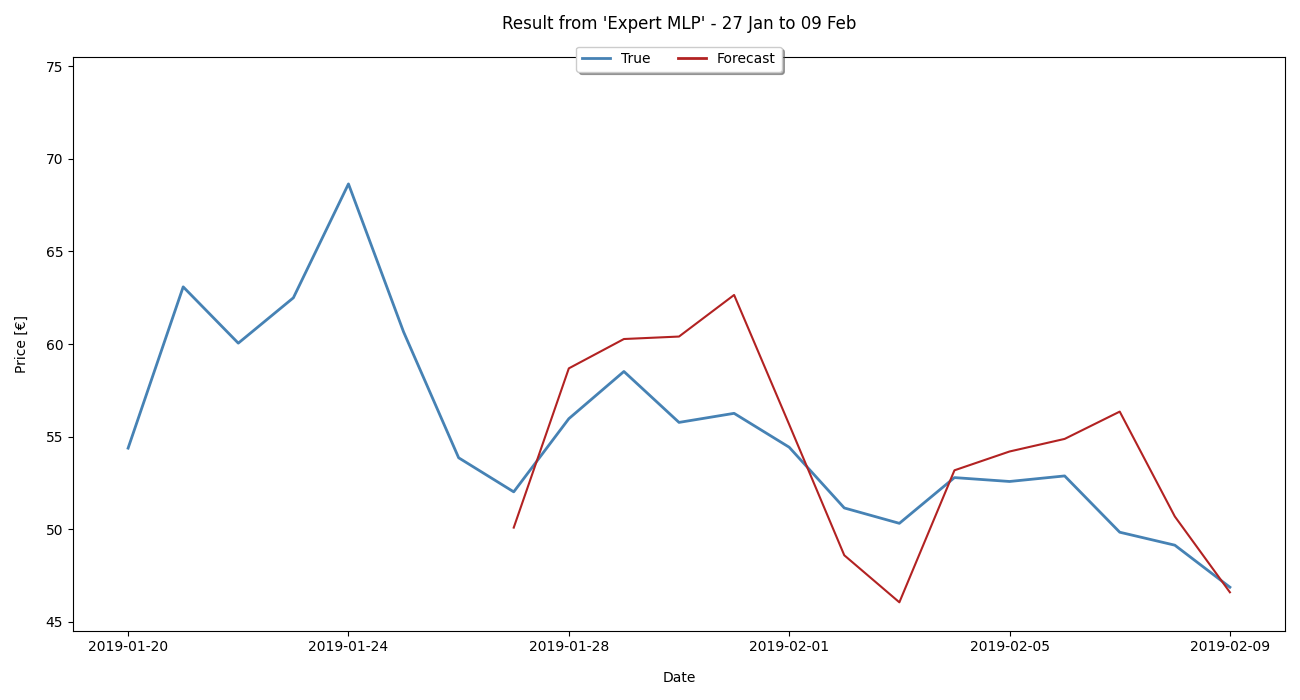 Result from 'Expert MLP' - 27 Jan to 09 Feb
True Forecast
75
70
65
60
55
50
45
Price [€]
2019-01-20 2019-01-24 2019-01-28 2019-02-01 2019-02-05 2019-02-09
Date